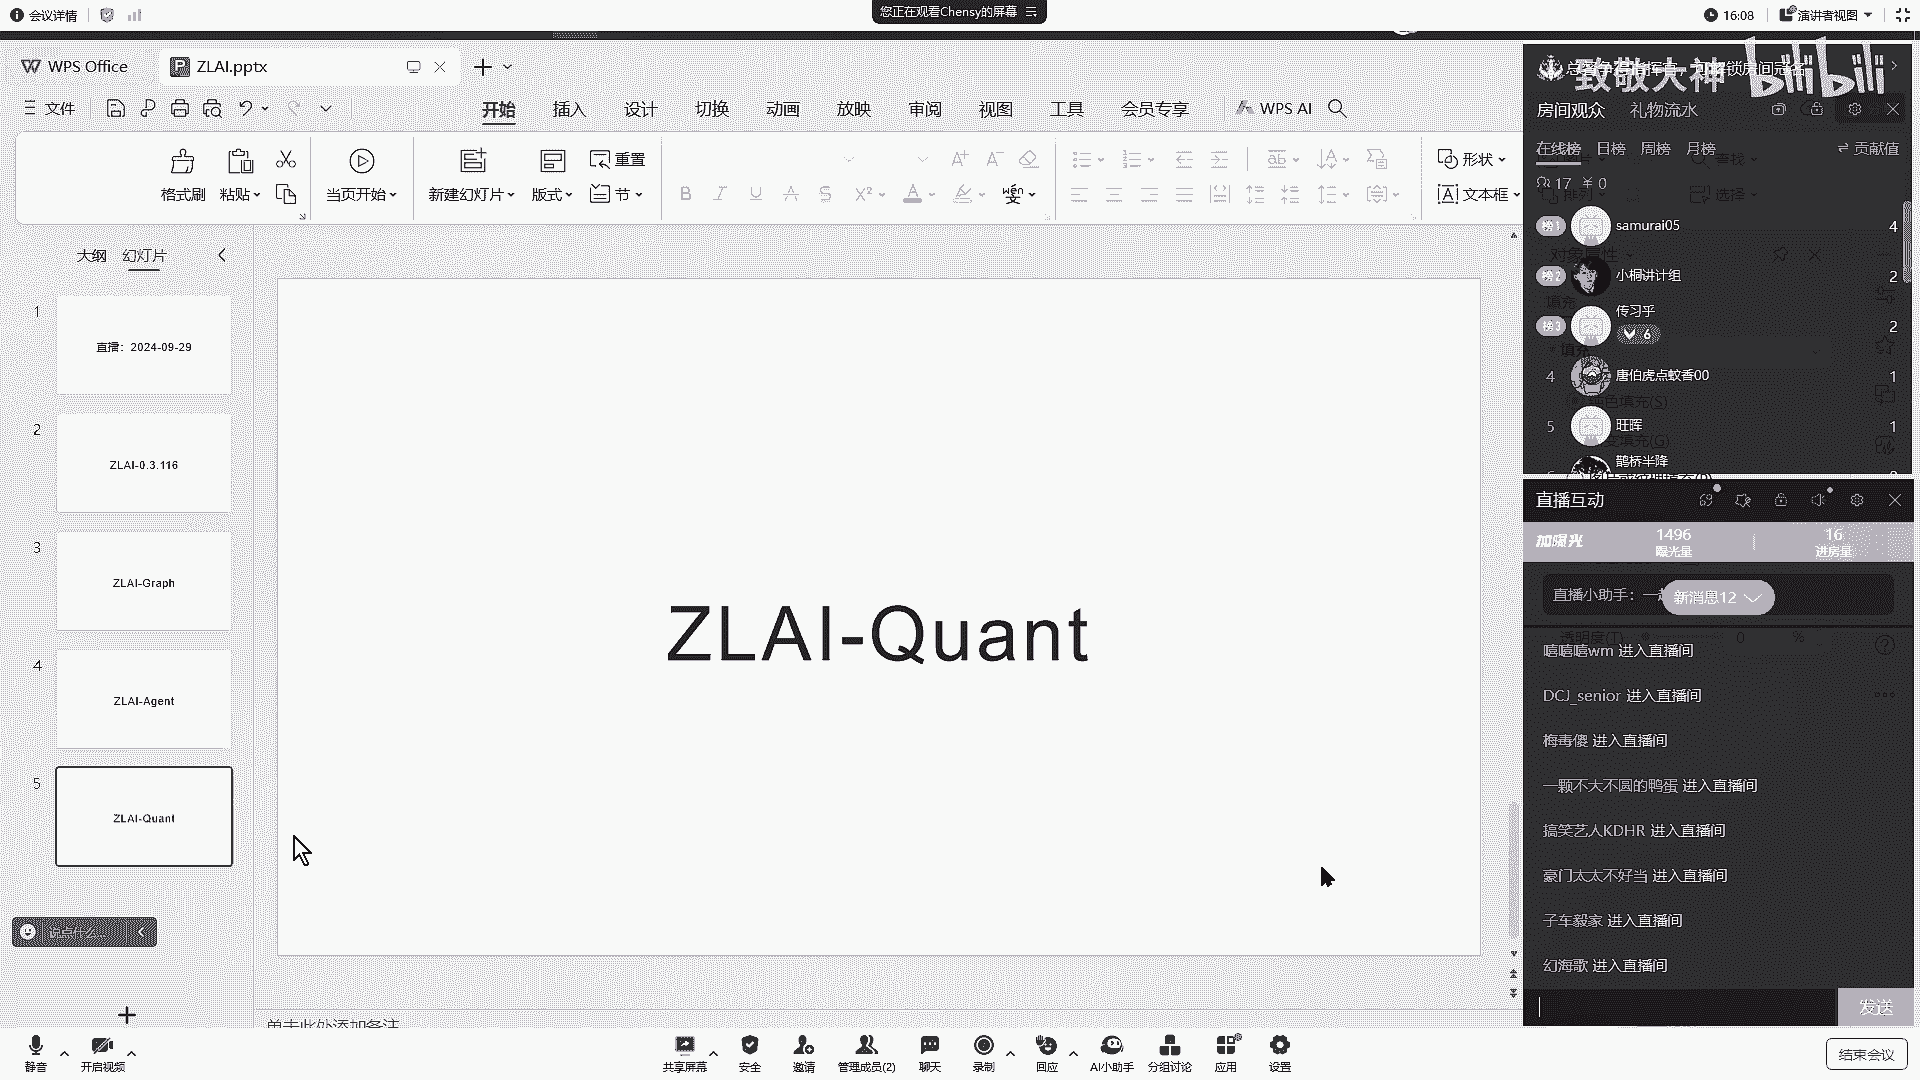 会议详情
您正在观看Chensy的屏幕
16:08
演讲者视图
WPS Office
ZLAI.pptx
文件
开始 插入 设计 切换 动画 放映 审阅 视图 工具 会员专享 WPS AI
格式刷 粘贴 当页开始 新建幻灯片 版式 重置
节
B I U A S X² A wén变
形状
文本框
大纲 幻灯片
1
直播：2024-09-29
2
ZLAI-0.3.116
3
ZLAI-Graph
4
ZLAI-Agent
5
ZLAI-Quant
ZLAI-Quant
说点什么...
单击此处添加备注
致敬大神 bilibili
房间观众 礼物流水
在线榜 日榜 周榜 月榜 贡献值
17 ¥ 0
榜1 samurai05 4
榜2 小桐讲计组 2
榜3 传习乎 2
6
4 唐伯虎点蚊香00 1
5 旺晖 1
鹊桥半降
直播互动
加曝光 1496 16
曝光量 进房量
直播小助手：一起
新消息12
透明度(T) 0 %
嘻嘻嘻wm 进入直播间
DCJ_senior 进入直播间
梅毒傻 进入直播间
一颗不大不圆的鸭蛋 进入直播间
搞笑艺人KDHR 进入直播间
豪门太太不好当 进入直播间
子车毅家 进入直播间
幻海歌 进入直播间
发送
静音 开启视频 共享屏幕 安全 邀请 管理成员(2) 聊天 录制 回应 AI小助手 分组讨论 应用 设置
结束会议